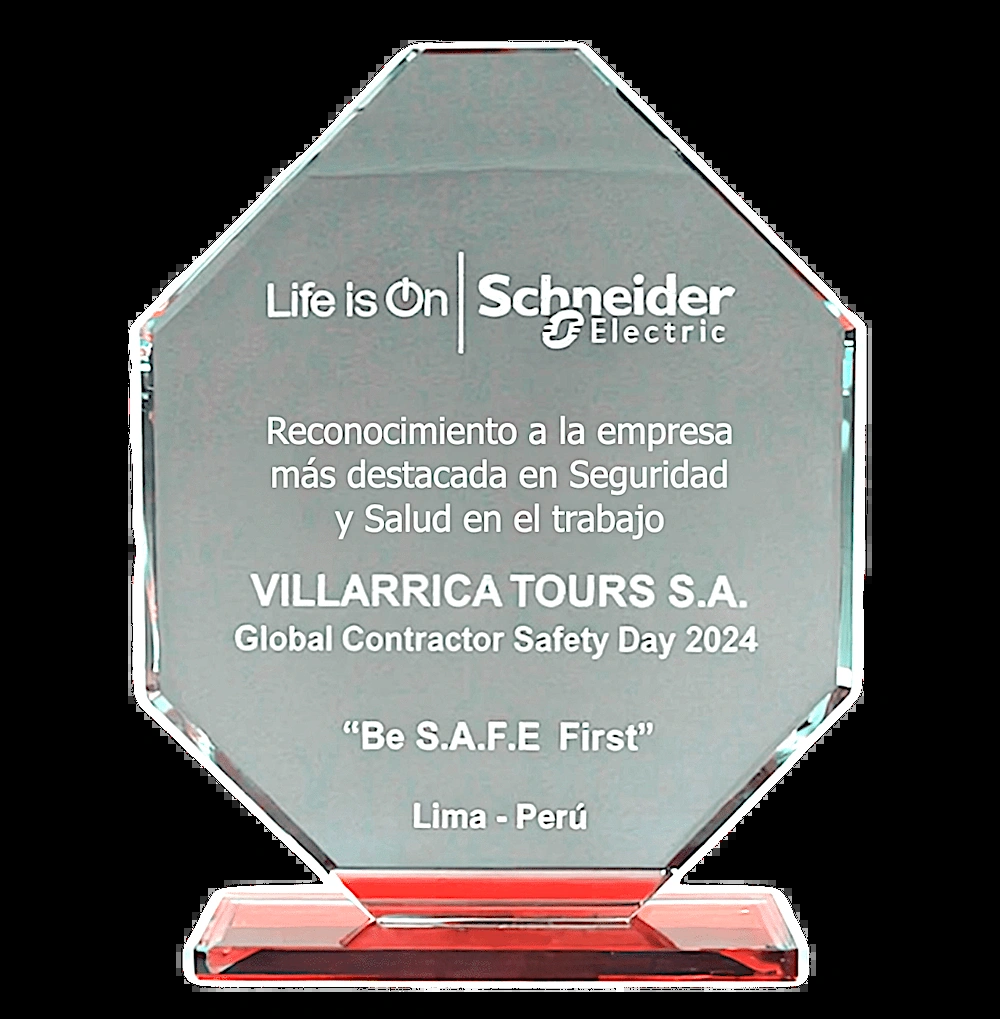 Life is On | Schneider
Electric
Reconocimiento a la empresa
más destacada en Seguridad
y Salud en el trabajo
VILLARRICA TOURS S.A.
Global Contractor Safety Day 2024
“Be S.A.F.E First”
Lima - Perú